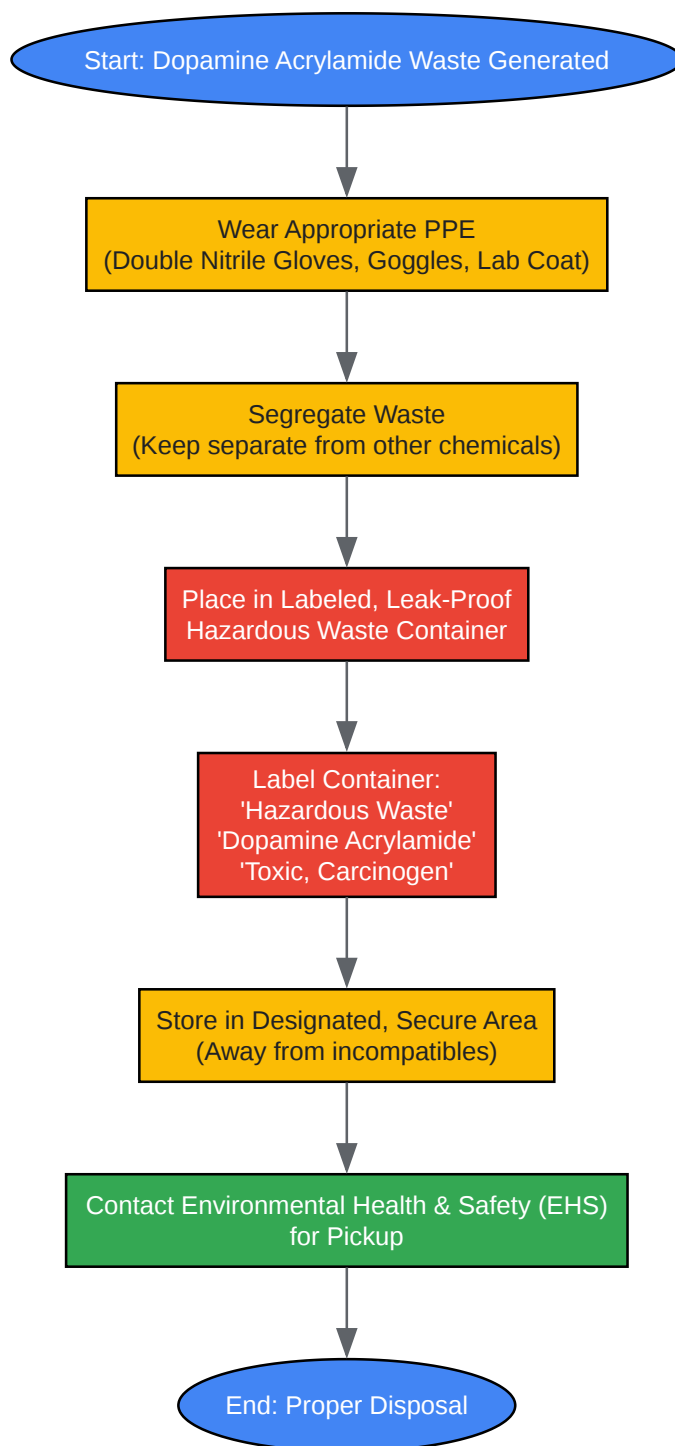 Start: Dopamine Acrylamide Waste Generated
Wear Appropriate PPE
(Double Nitrile Gloves, Goggles, Lab Coat)
Segregate Waste
(Keep separate from other chemicals)
Place in Labeled, Leak-Proof
Hazardous Waste Container
Label Container:
'Hazardous Waste'
'Dopamine Acrylamide'
'Toxic, Carcinogen'
Store in Designated, Secure Area
(Away from incompatibles)
Contact Environmental Health & Safety (EHS)
for Pickup
End: Proper Disposal